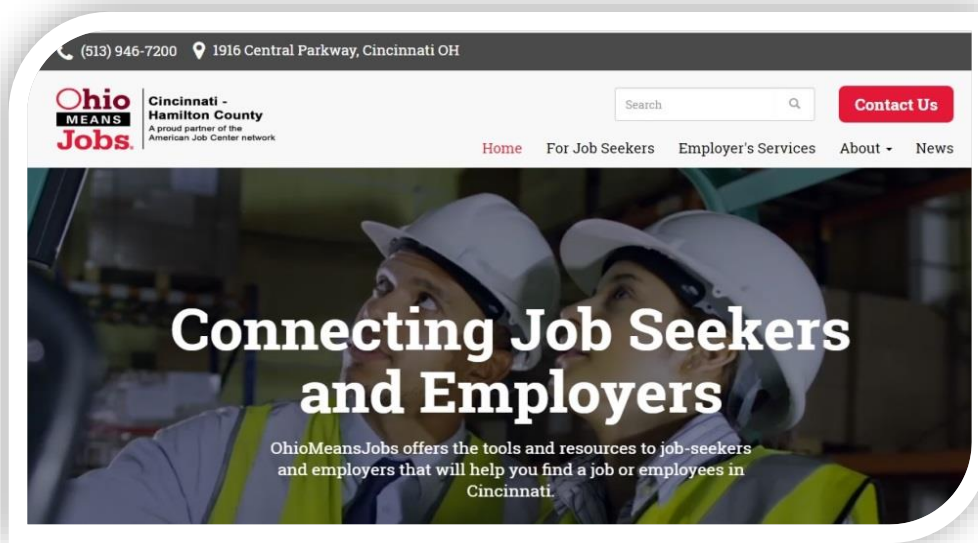 (513) 946-7200 1916 Central Parkway, Cincinnati OH
Ohio
MEANS
Jobs.
Cincinnati -
Hamilton County
A proud partner of the
American Job Center network
Search
Contact Us
Home For Job Seekers Employer's Services About News
Connecting Job Seekers
and Employers
OhioMeansJobs offers the tools and resources to job-seekers
and employers that will help you find a job or employees in
Cincinnati.